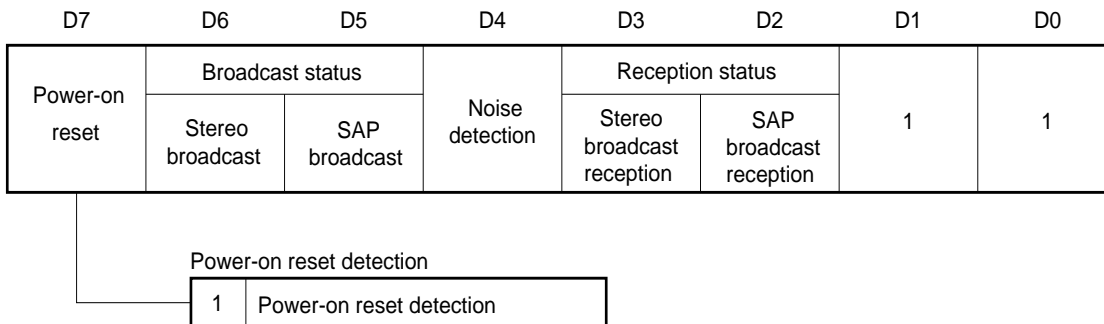 D7 D6 D5 D4 D3 D2 D1 D0
Broadcast status
Reception status
Power-on
reset
Stereo
broadcast
SAP
broadcast
Noise
detection
Stereo
broadcast
reception
SAP
broadcast
reception
1
1
Power-on reset detection
1 Power-on reset detection